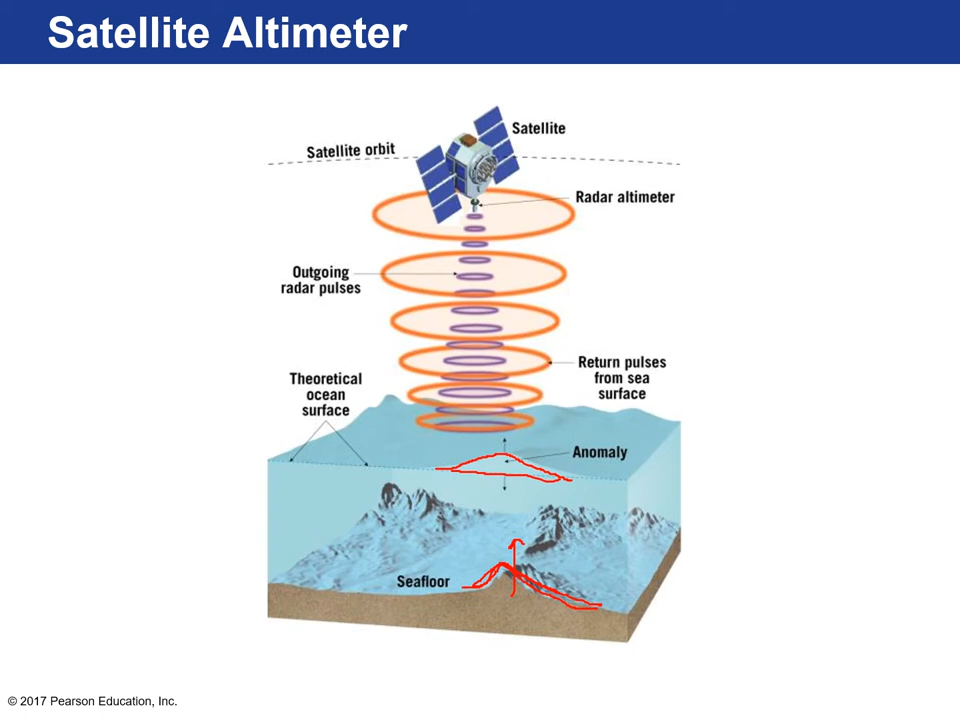 Satellite Altimeter
Satellite
Satellite orbit
Radar altimeter
Outgoing
radar pulses
Return pulses
from sea
surface
Theoretical
ocean
surface
Anomaly
Seafloor
© 2017 Pearson Education, Inc.